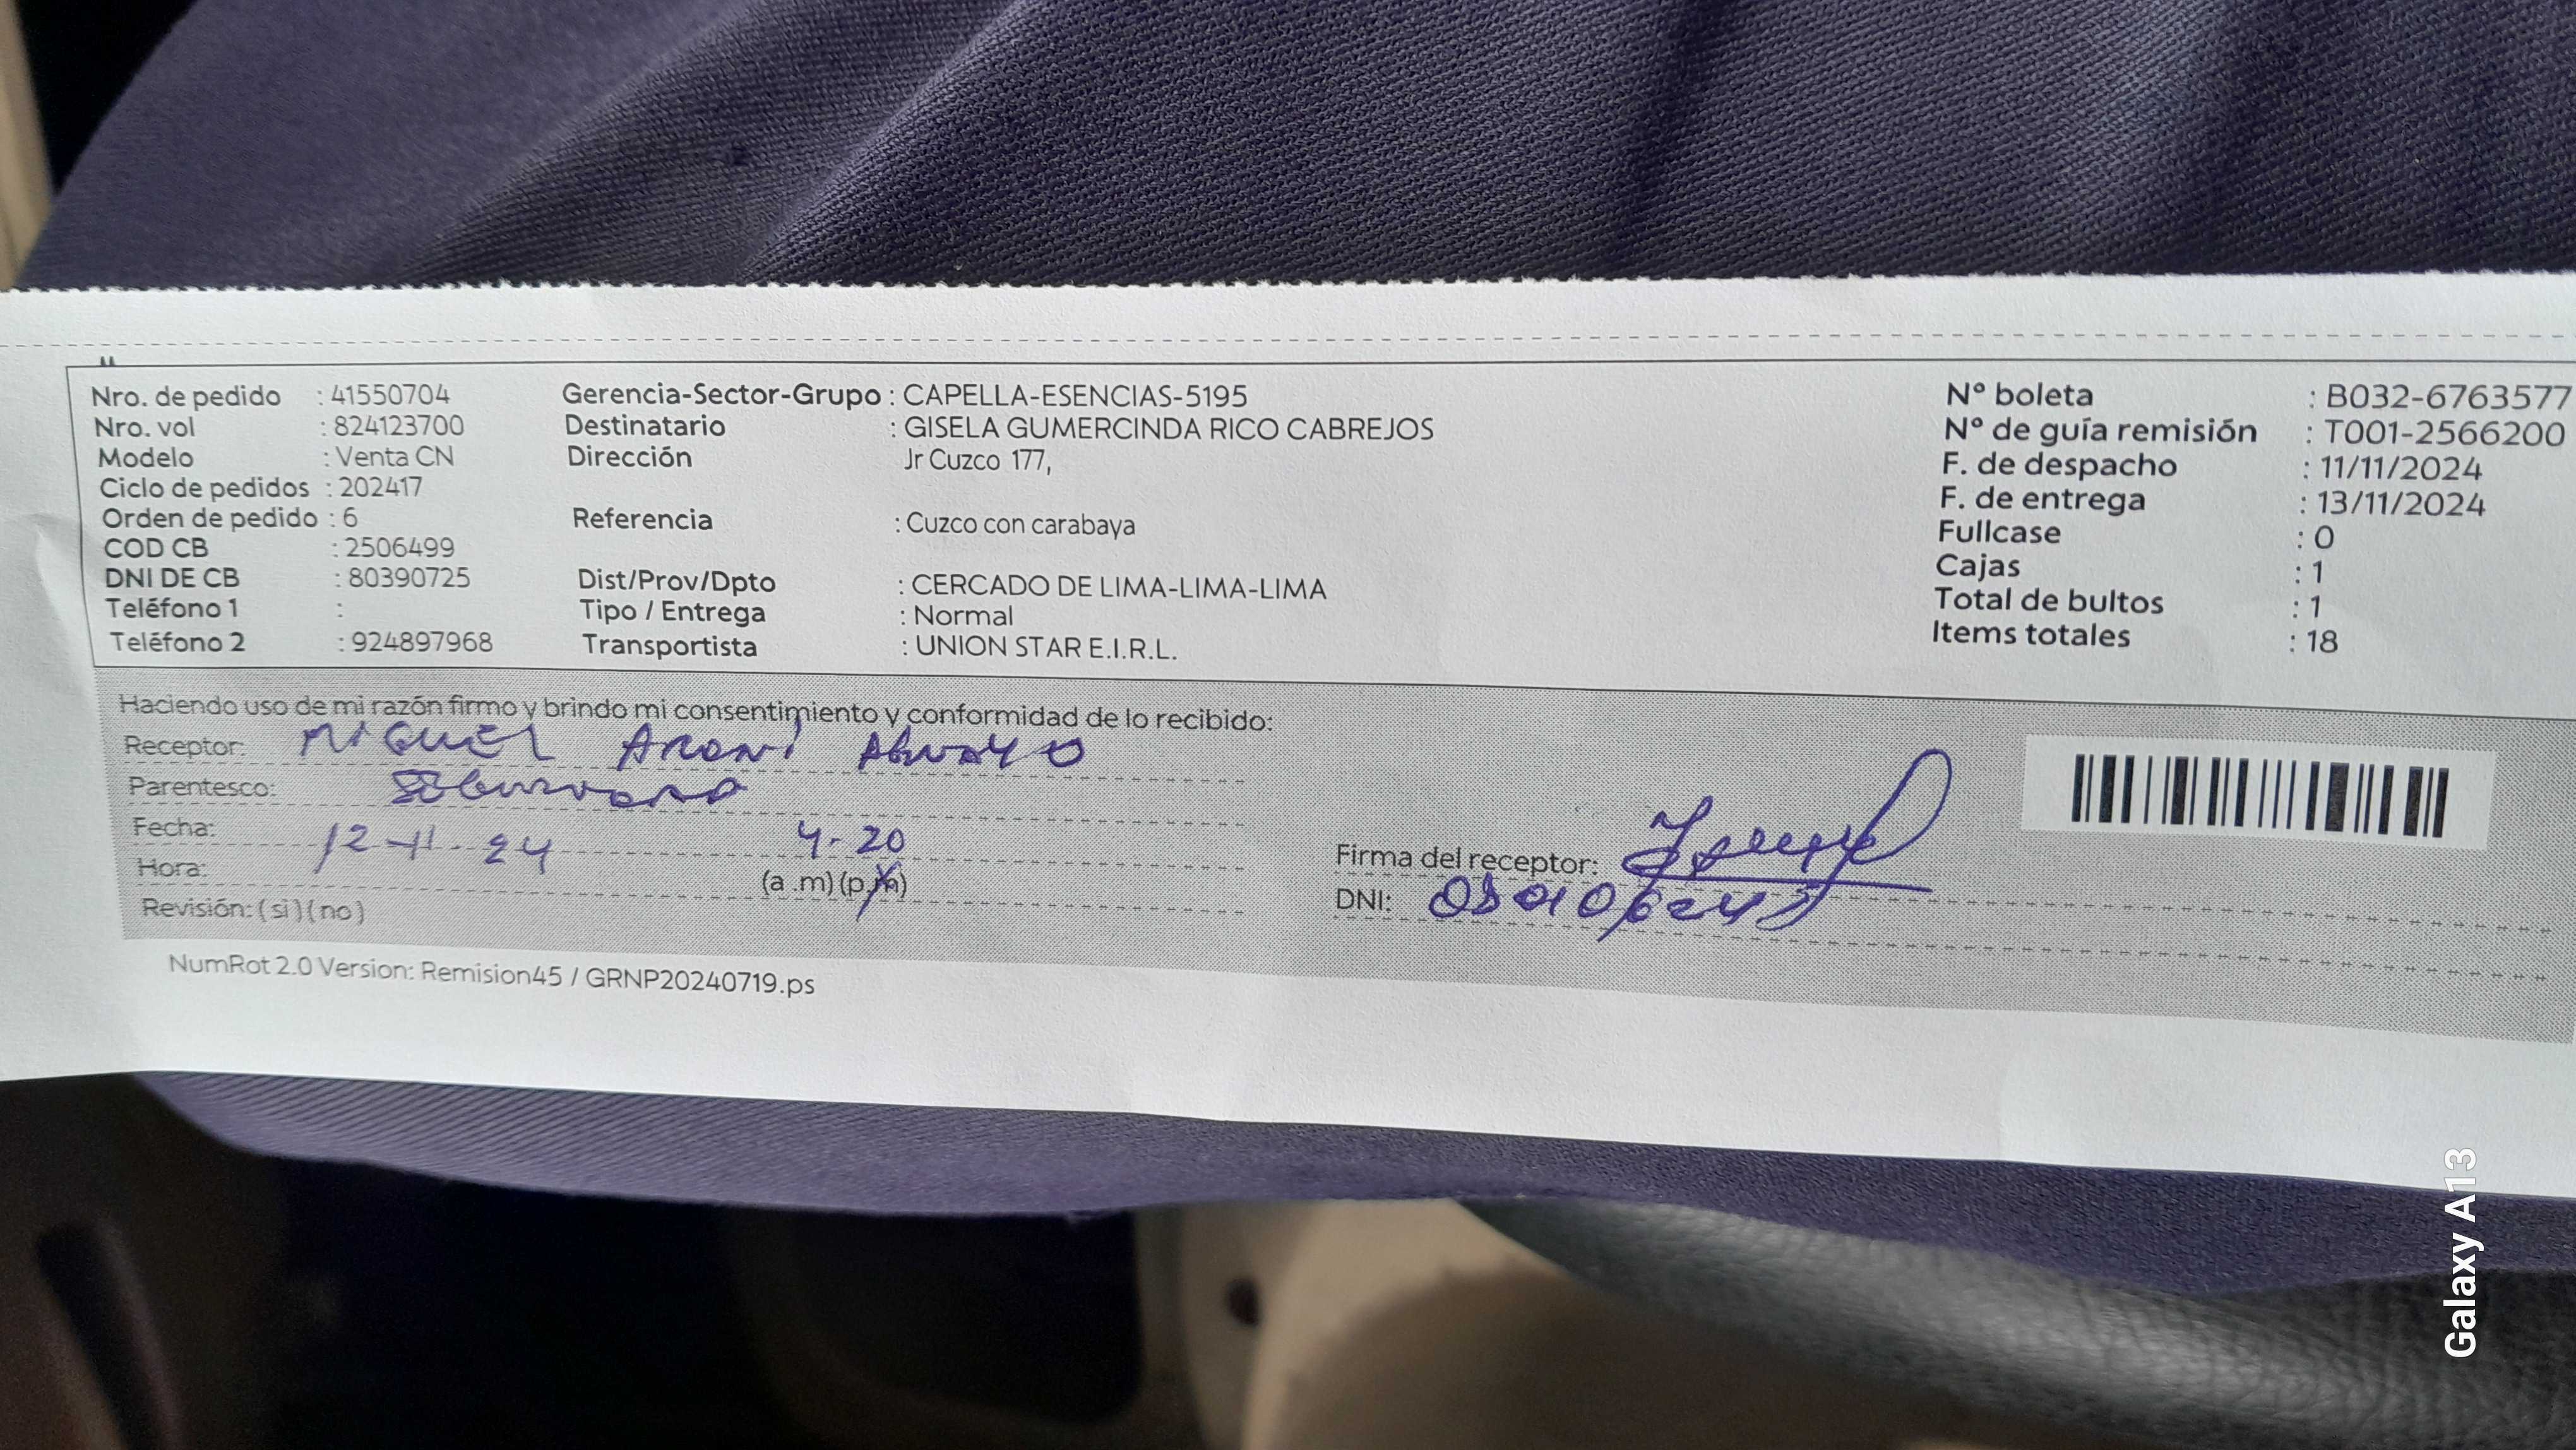 Nro. de pedido : 41550704
Nro. vol : 824123700
Modelo : Venta CN
Ciclo de pedidos : 202417
Orden de pedido : 6
COD CB : 2506499
DNI DE CB : 80390725
Teléfono 1 :
Teléfono 2 : 924897968
Gerencia-Sector-Grupo : CAPELLA-ESENCIAS-5195
Destinatario : GISELA GUMERCINDA RICO CABREJOS
Dirección Jr Cuzco 177,
Referencia : Cuzco con carabaya
Dist/Prov/Dpto : CERCADO DE LIMA-LIMA-LIMA
Tipo / Entrega : Normal
Transportista : UNION STAR E.I.R.L.
Nº boleta : B032-6763577
Nº de guía remisión : T001-2566200
F. de despacho : 11/11/2024
F. de entrega : 13/11/2024
Fullcase : 0
Cajas : 1
Total de bultos : 1
Items totales : 18
Haciendo uso de mi razón firmo y brindo mi consentimiento y conformidad de lo recibido:
Receptor: MIGUEL ARONI
Parentesco:
Fecha: 12-11-24
Hora: 4-20 (a .m)(p.m)
Revisión: (si)(no)
Firma del receptor:
DNI:
NumRot 2.0 Version: Remision45 / GRNP20240719.ps
Galaxy A13